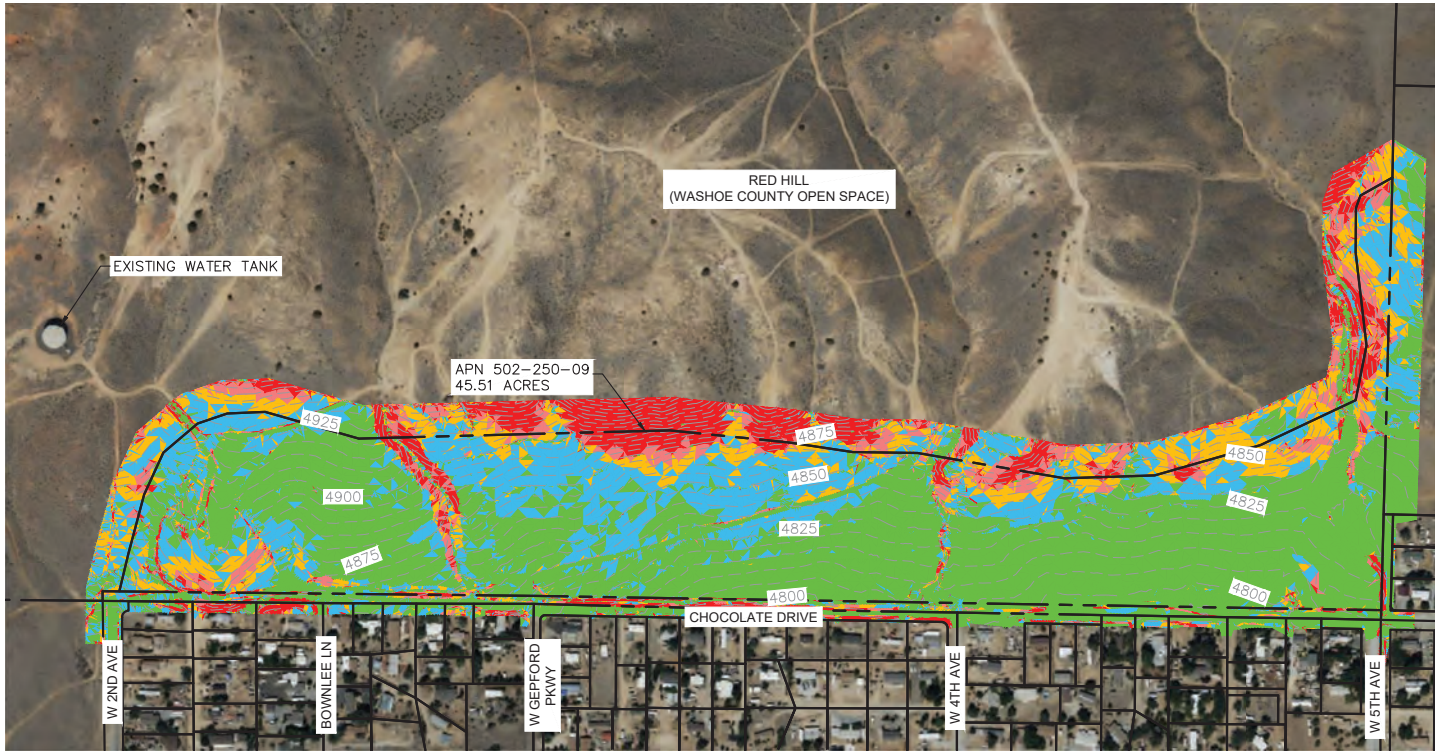 RED HILL
(WASHOE COUNTY OPEN SPACE)
EXISTING WATER TANK
APN 502-250-09
45.51 ACRES
4925
4875
4850
4850
4900
4825
4825
4875
4800
4800
CHOCOLATE DRIVE
W 2ND AVE
BOWNLEE LN
W GEPFORD
PKWY
W 4TH AVE
W 5TH AVE